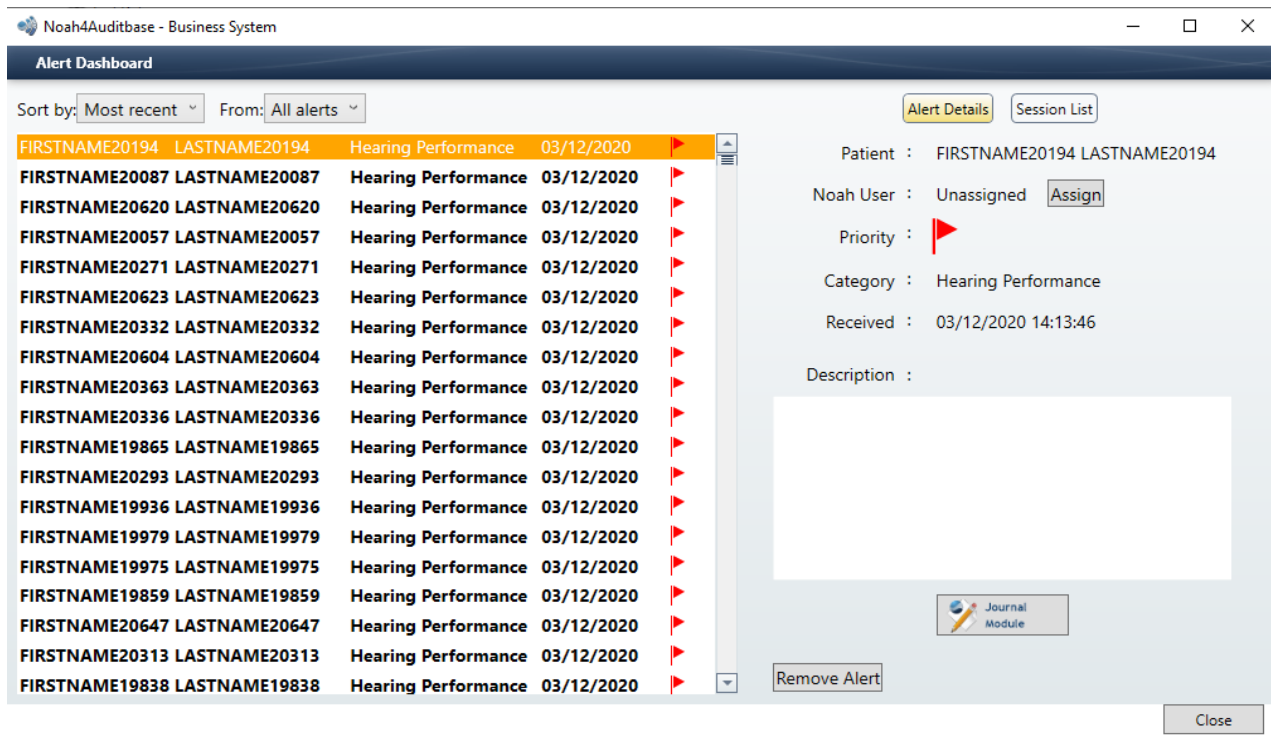 Noah4Auditbase - Business System
Alert Dashboard
Sort by: Most recent From: All alerts
FIRSTNAME20194 LASTNAME20194 Hearing Performance 03/12/2020
FIRSTNAME20087 LASTNAME20087 Hearing Performance 03/12/2020
FIRSTNAME20620 LASTNAME20620 Hearing Performance 03/12/2020
FIRSTNAME20057 LASTNAME20057 Hearing Performance 03/12/2020
FIRSTNAME20271 LASTNAME20271 Hearing Performance 03/12/2020
FIRSTNAME20623 LASTNAME20623 Hearing Performance 03/12/2020
FIRSTNAME20332 LASTNAME20332 Hearing Performance 03/12/2020
FIRSTNAME20604 LASTNAME20604 Hearing Performance 03/12/2020
FIRSTNAME20363 LASTNAME20363 Hearing Performance 03/12/2020
FIRSTNAME20336 LASTNAME20336 Hearing Performance 03/12/2020
FIRSTNAME19865 LASTNAME19865 Hearing Performance 03/12/2020
FIRSTNAME20293 LASTNAME20293 Hearing Performance 03/12/2020
FIRSTNAME19936 LASTNAME19936 Hearing Performance 03/12/2020
FIRSTNAME19979 LASTNAME19979 Hearing Performance 03/12/2020
FIRSTNAME19975 LASTNAME19975 Hearing Performance 03/12/2020
FIRSTNAME19859 LASTNAME19859 Hearing Performance 03/12/2020
FIRSTNAME20647 LASTNAME20647 Hearing Performance 03/12/2020
FIRSTNAME20313 LASTNAME20313 Hearing Performance 03/12/2020
FIRSTNAME19838 LASTNAME19838 Hearing Performance 03/12/2020
Alert Details Session List
Patient : FIRSTNAME20194 LASTNAME20194
Noah User : Unassigned Assign
Priority :
Category : Hearing Performance
Received : 03/12/2020 14:13:46
Description :
Journal
Module
Remove Alert
Close